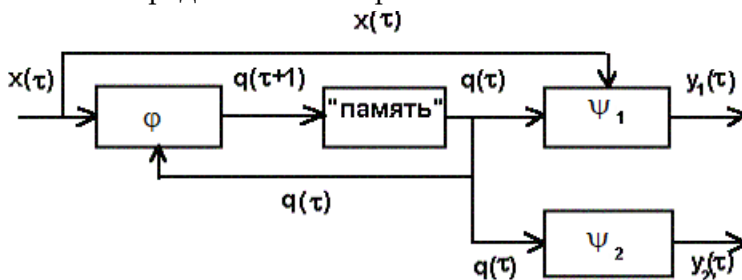 x(τ)
x(τ) q(τ+1) q(τ) y₁(τ)
φ "память" Ψ₁
q(τ)
Ψ₂
q(τ) y₂(τ)